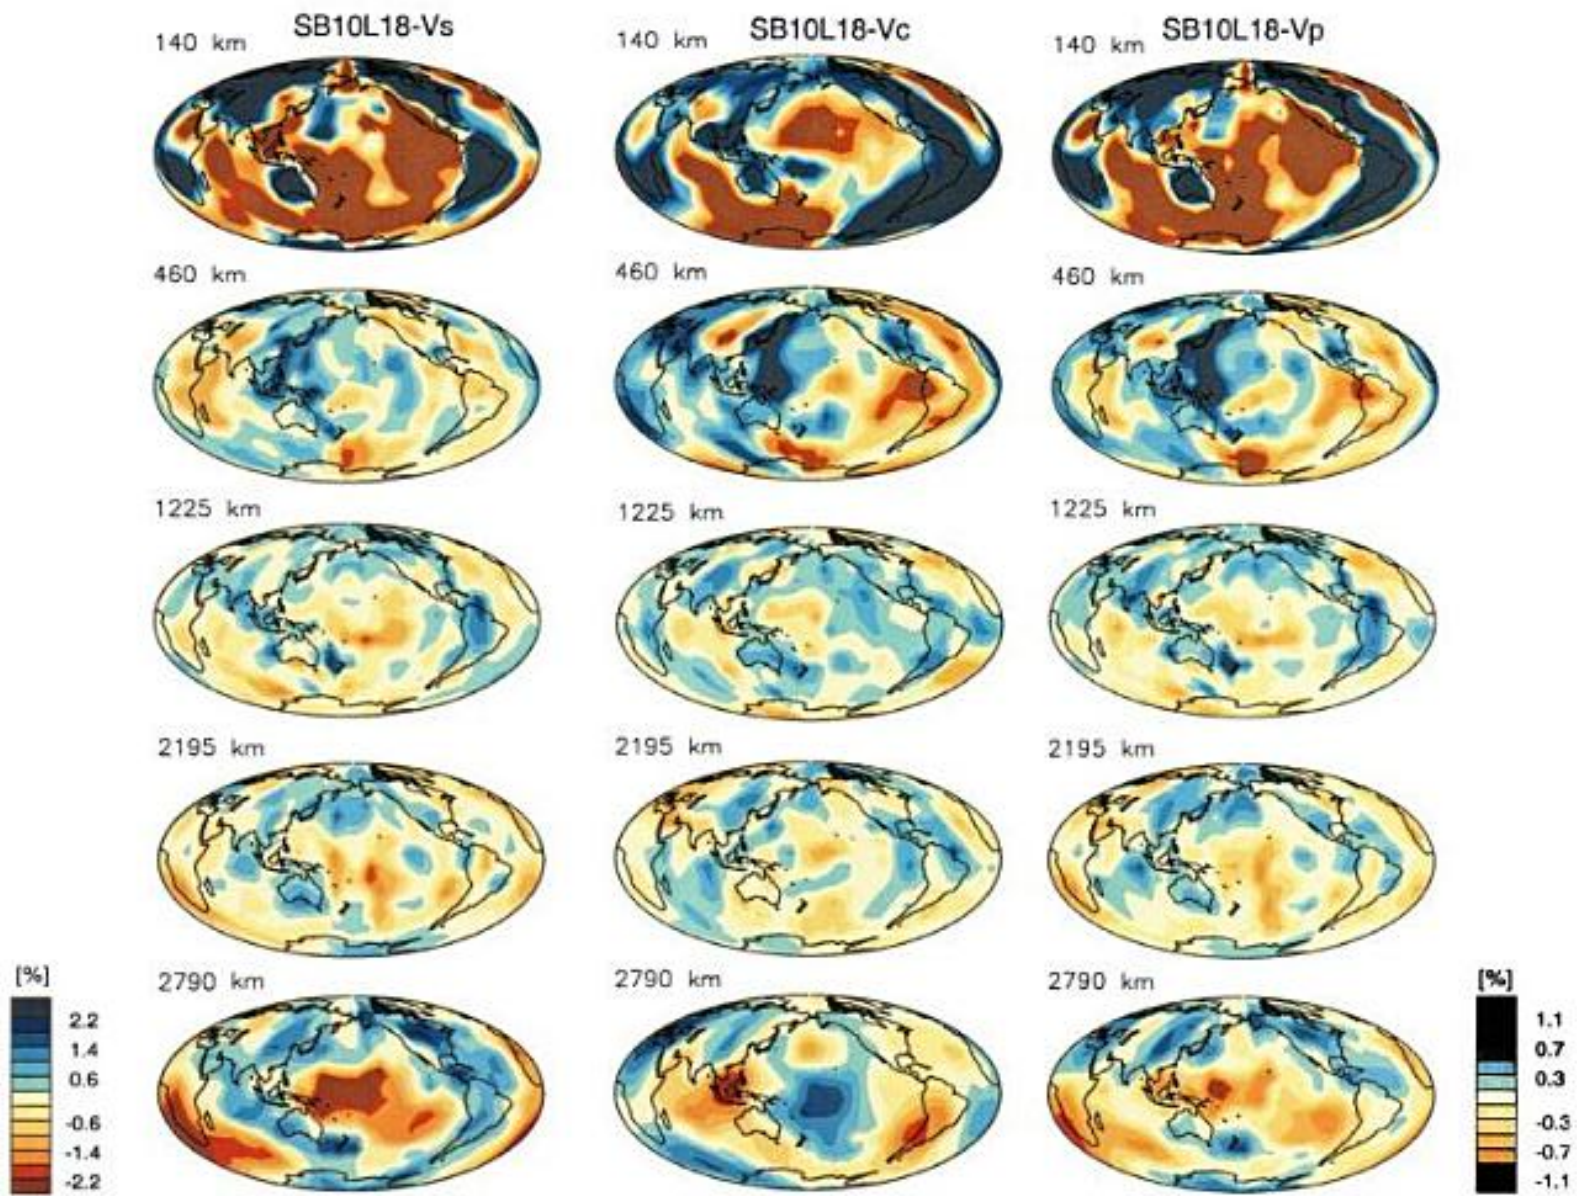 SB10L18-Vs SB10L18-Vc SB10L18-Vp
140 km 140 km 140 km
460 km 460 km 460 km
1225 km 1225 km 1225 km
2195 km 2195 km 2195 km
2790 km 2790 km 2790 km
[%] [%]
2.2 1.1
1.4 0.7
0.6 0.3
-0.6 -0.3
-1.4 -0.7
-2.2 -1.1